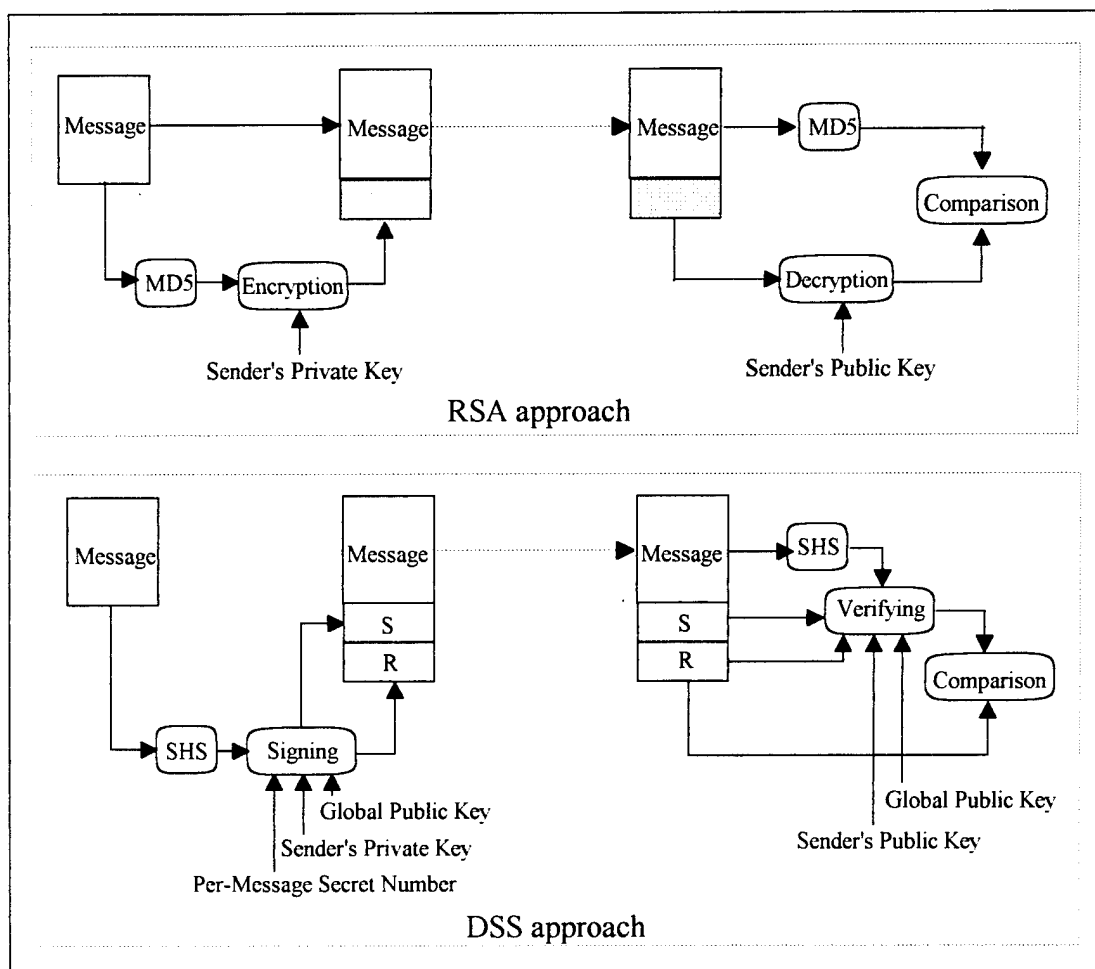 Message
Message
Message
MD5
Comparison
MD5
Encryption
Decryption
Sender's Private Key
Sender's Public Key
RSA approach
Message
Message
Message
SHS
S
S
Verifying
R
R
Comparison
SHS
Signing
Global Public Key
Global Public Key
Sender's Private Key
Sender's Public Key
Per-Message Secret Number
DSS approach